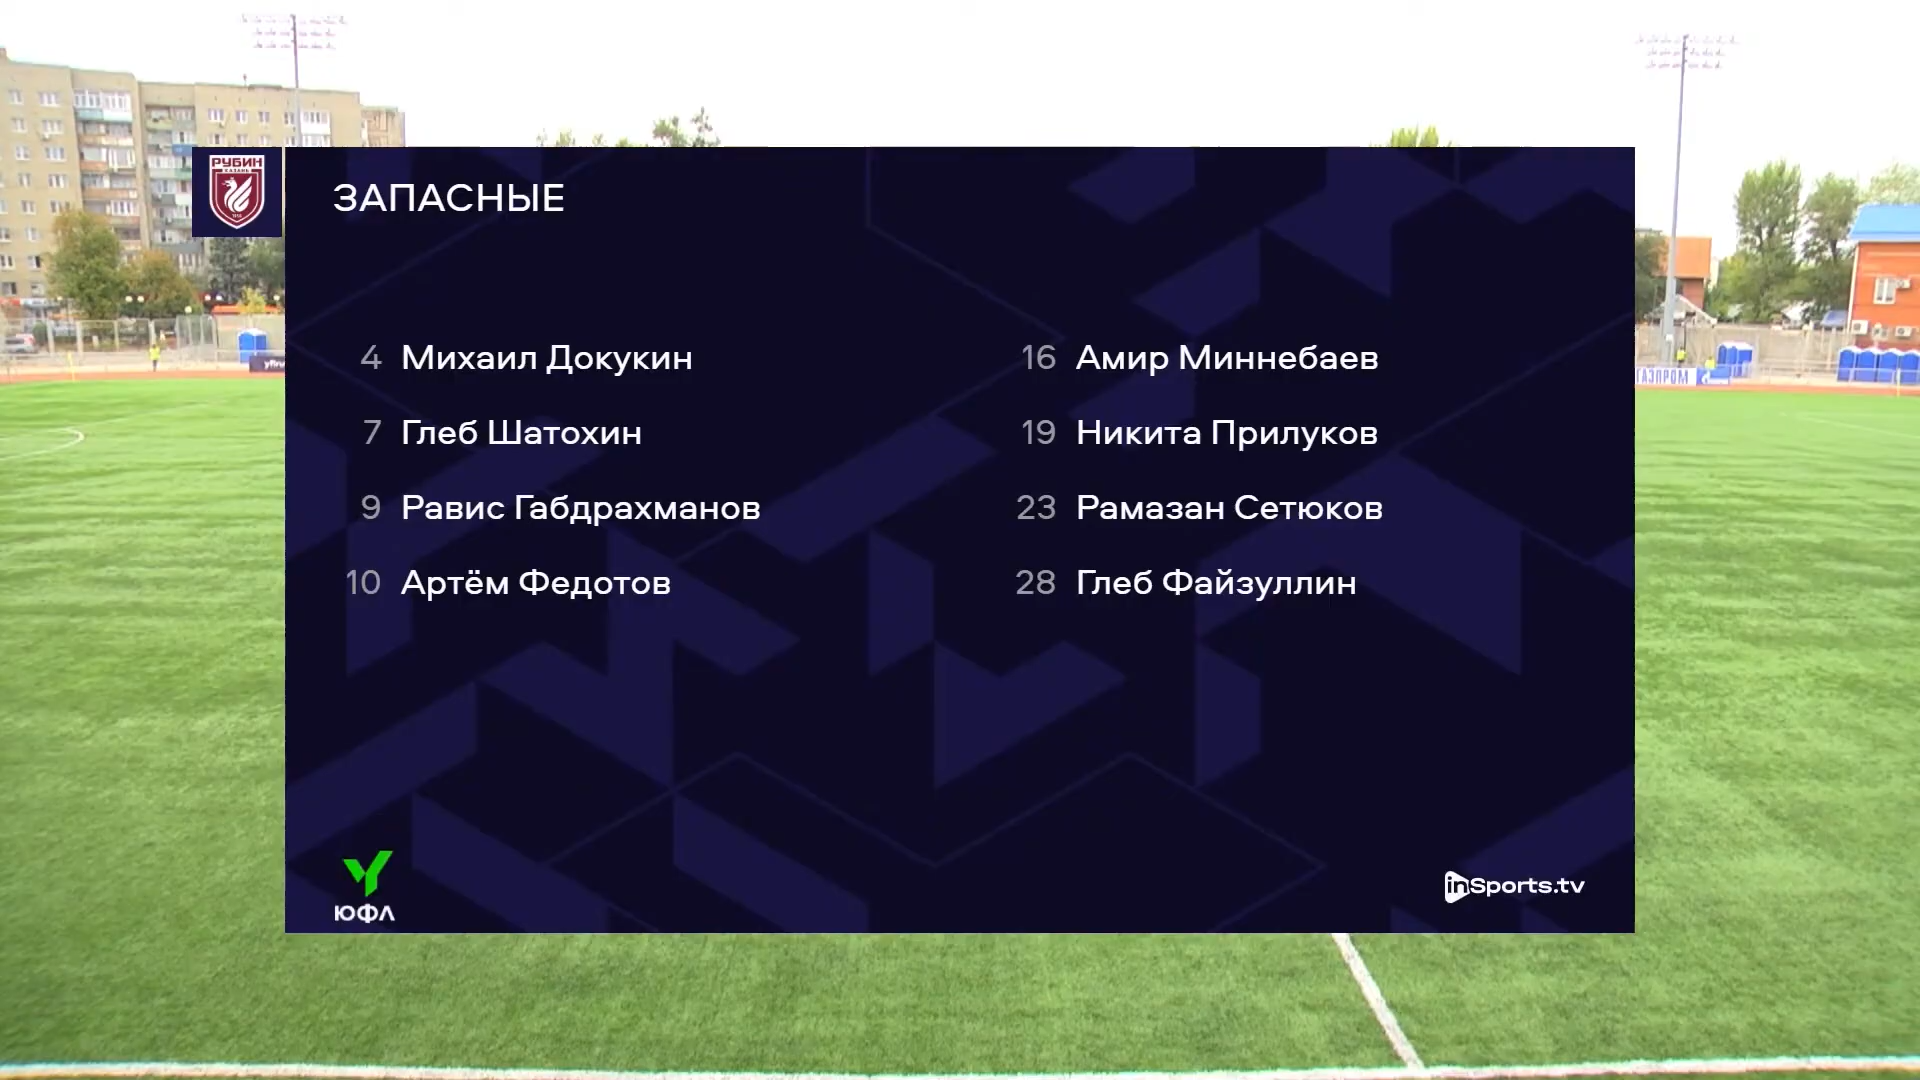 РУБИН
КАЗАНЬ
ЗАПАСНЫЕ
4 Михаил Докукин
7 Глеб Шатохин
9 Равис Габдрахманов
10 Артём Федотов
16 Амир Миннебаев
19 Никита Прилуков
23 Рамазан Сетюков
28 Глеб Файзуллин
ГАЗПРОМ
ЮФЛ
inSports.tv